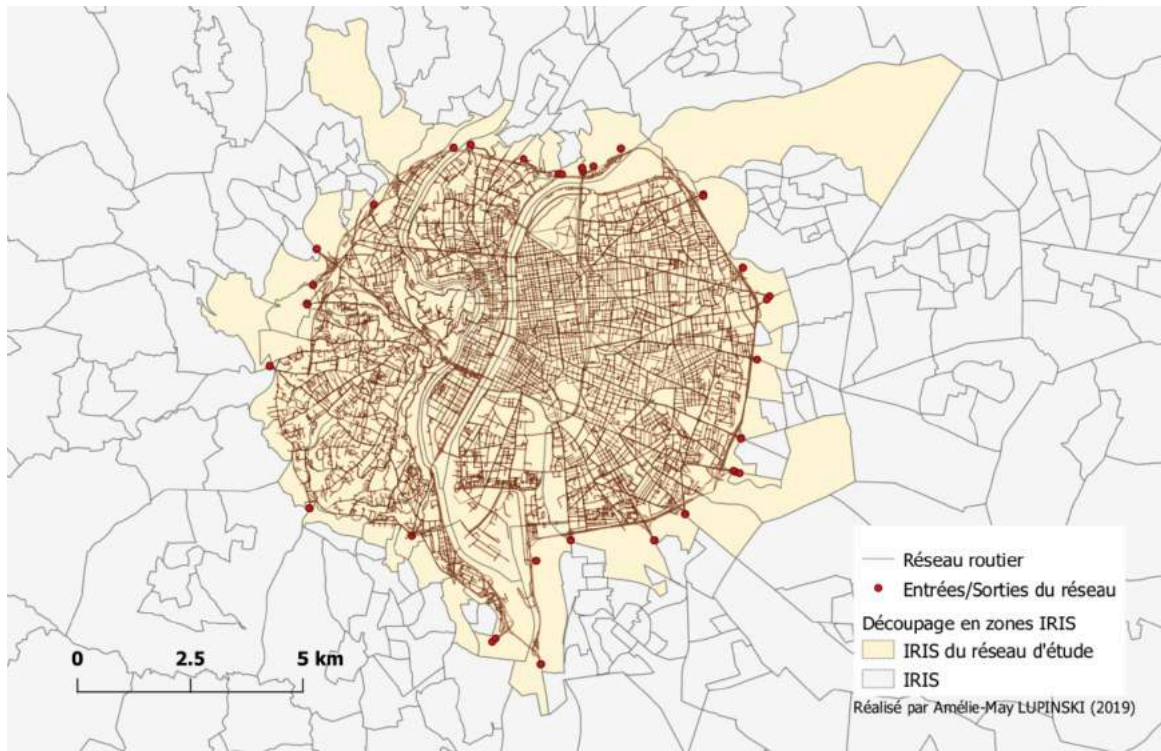 Réseau routier
Entrées/Sorties du réseau
Découpage en zones IRIS
IRIS du réseau d'étude
IRIS
0 2.5 5 km
Réalisé par Amélie-May LUPINSKI (2019)